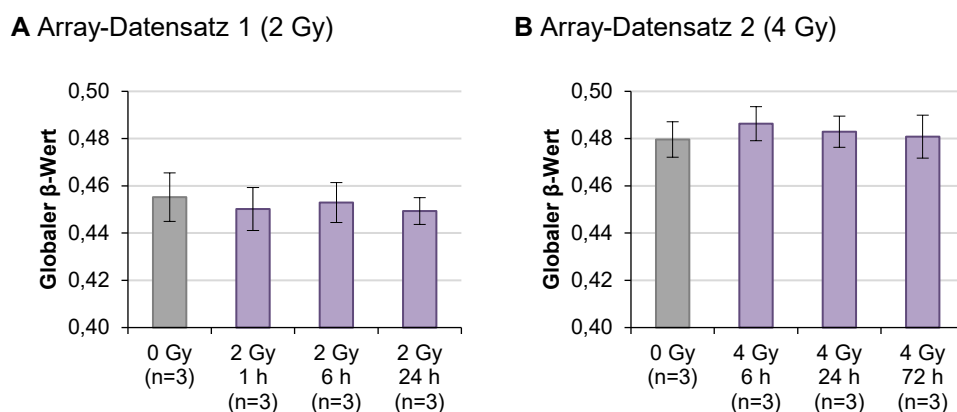 A Array-Datensatz 1 (2 Gy)
Globaler β-Wert
0,50
0,48
0,46
0,44
0,42
0,40
0 Gy
(n=3)
2 Gy
1 h
(n=3)
2 Gy
6 h
(n=3)
2 Gy
24 h
(n=3)
B Array-Datensatz 2 (4 Gy)
Globaler β-Wert
0,50
0,48
0,46
0,44
0,42
0,40
0 Gy
(n=3)
4 Gy
6 h
(n=3)
4 Gy
24 h
(n=3)
4 Gy
72 h
(n=3)